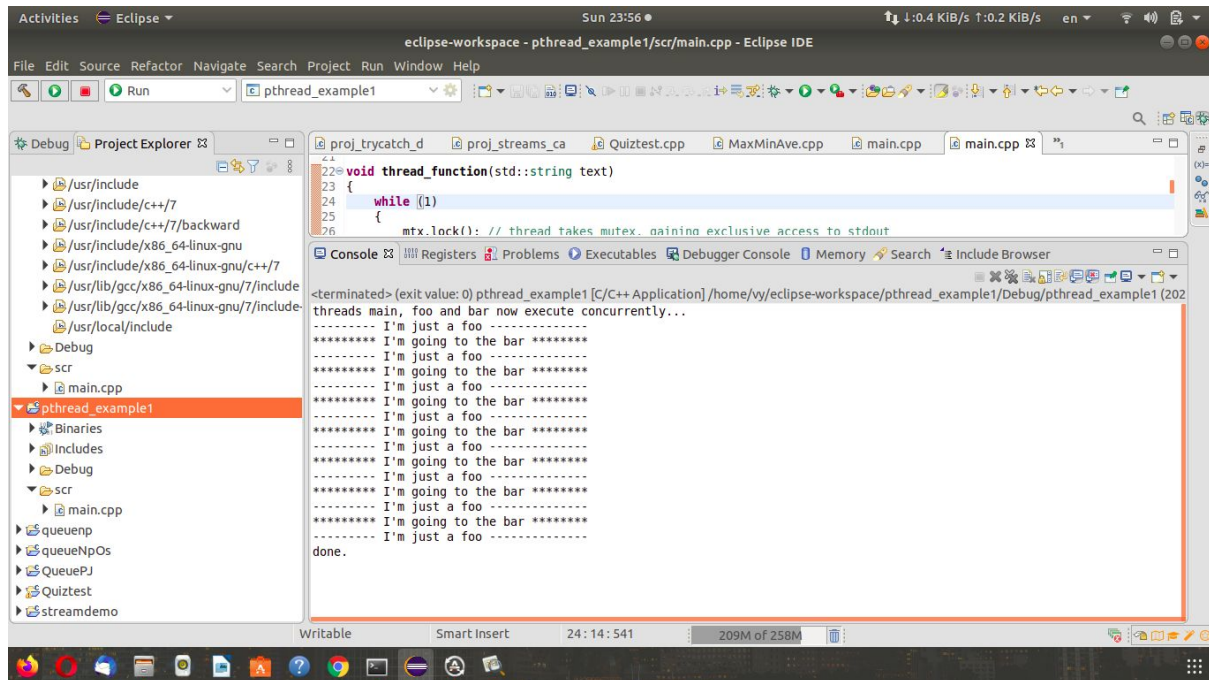 Activities Eclipse
Sun 23:56
↓:0.4 KiB/s ↑:0.2 KiB/s en
eclipse-workspace - pthread_example1/scr/main.cpp - Eclipse IDE
File Edit Source Refactor Navigate Search Project Run Window Help
Run pthread_example1
Debug Project Explorer
/usr/include
/usr/include/c++/7
/usr/include/c++/7/backward
/usr/include/x86_64-linux-gnu
/usr/include/x86_64-linux-gnu/c++/7
/usr/lib/gcc/x86_64-linux-gnu/7/include
/usr/lib/gcc/x86_64-linux-gnu/7/include-
/usr/local/include
Debug
scr
main.cpp
pthread_example1
Binaries
Includes
Debug
scr
main.cpp
queuenp
queueNpOs
QueuePJ
Quiztest
streamdemo
proj_trycatch_d proj_streams_ca Quiztest.cpp MaxMinAve.cpp main.cpp main.cpp »1
21
22 void thread_function(std::string text)
23 {
24 while (1)
25 {
26 mtx.lock(); // thread takes mutex, gaining exclusive access to stdout
Console Registers Problems Executables Debugger Console Memory Search Include Browser
<terminated> (exit value: 0) pthread_example1 [C/C++ Application] /home/vy/eclipse-workspace/pthread_example1/Debug/pthread_example1 (202
threads main, foo and bar now execute concurrently...
--------- I'm just a foo --------------
********* I'm going to the bar ********
--------- I'm just a foo --------------
********* I'm going to the bar ********
--------- I'm just a foo --------------
********* I'm going to the bar ********
--------- I'm just a foo --------------
********* I'm going to the bar ********
--------- I'm just a foo --------------
********* I'm going to the bar ********
--------- I'm just a foo --------------
********* I'm going to the bar ********
--------- I'm just a foo --------------
********* I'm going to the bar ********
--------- I'm just a foo --------------
done.
Writable Smart Insert 24:14:541 209M of 258M